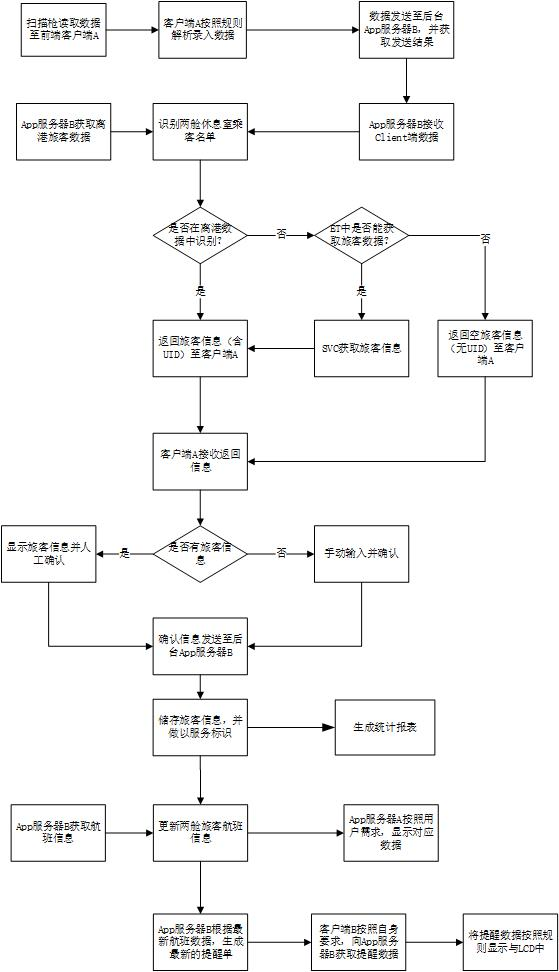 扫描枪读取数据
至前端客户端A
客户端A按照规则
解析录入数据
数据发送至后台
App服务器B，并获
取发送结果
App服务器B获取离
港旅客数据
识别两舱休息室乘
客名单
App服务器B接收
Client端数据
是否在离港数
据中识别？
否
ET中是否能获
取旅客数据？
否
是
是
返回旅客信息（含
UID）至客户端A
SVC获取旅客信息
返回空旅客信息
（无UID）至客户
端A
客户端A接收返回
信息
显示旅客信息并人
工确认
是
是否有旅客信
息
否
手动输入并确认
确认信息发送至后
台App服务器B
储存旅客信息，并
做以服务标识
生成统计报表
App服务器B获取航
班信息
更新两舱旅客航班
信息
App服务器A按照用
户需求，显示对应
数据
App服务器B根据最
新航班数据，生成
最新的提醒单
客户端B按照自身
要求，向App服务
器B获取提醒数据
将提醒数据按照规
则显示与LCD中